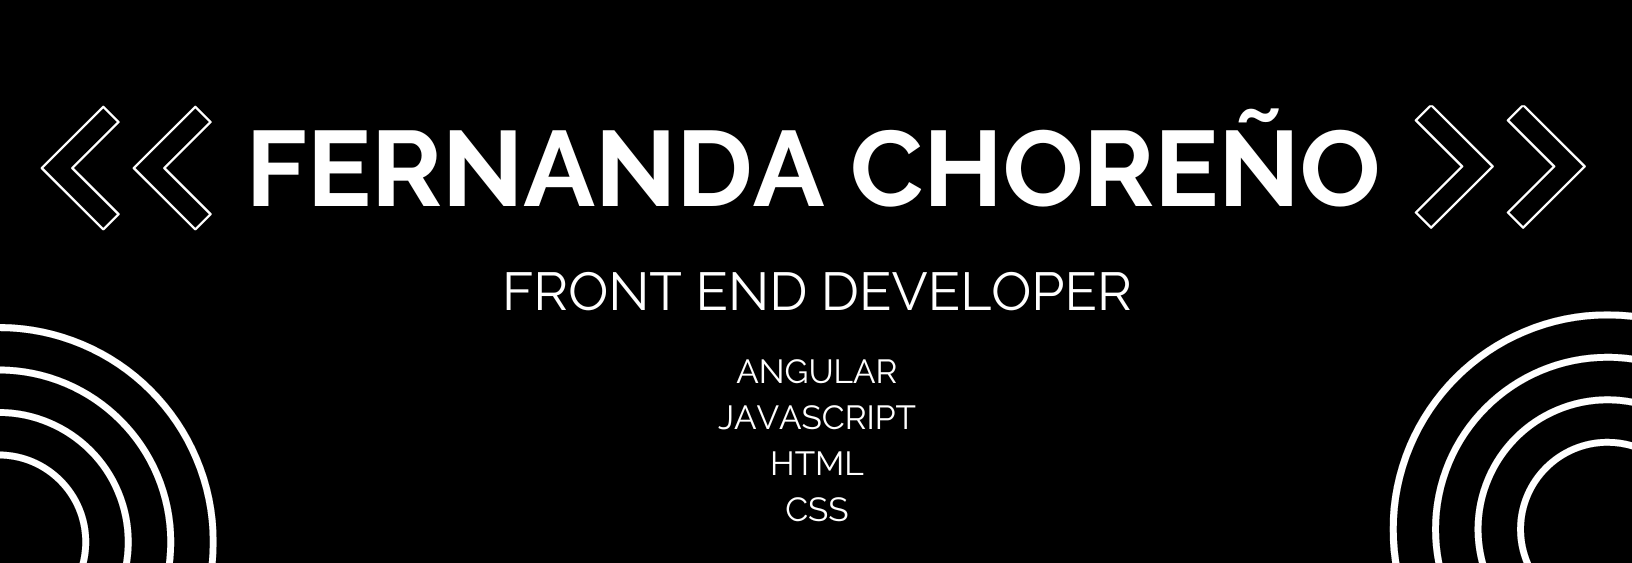 FERNANDA CHOREÑO
FRONT END DEVELOPER
ANGULAR
JAVASCRIPT
HTML
CSS